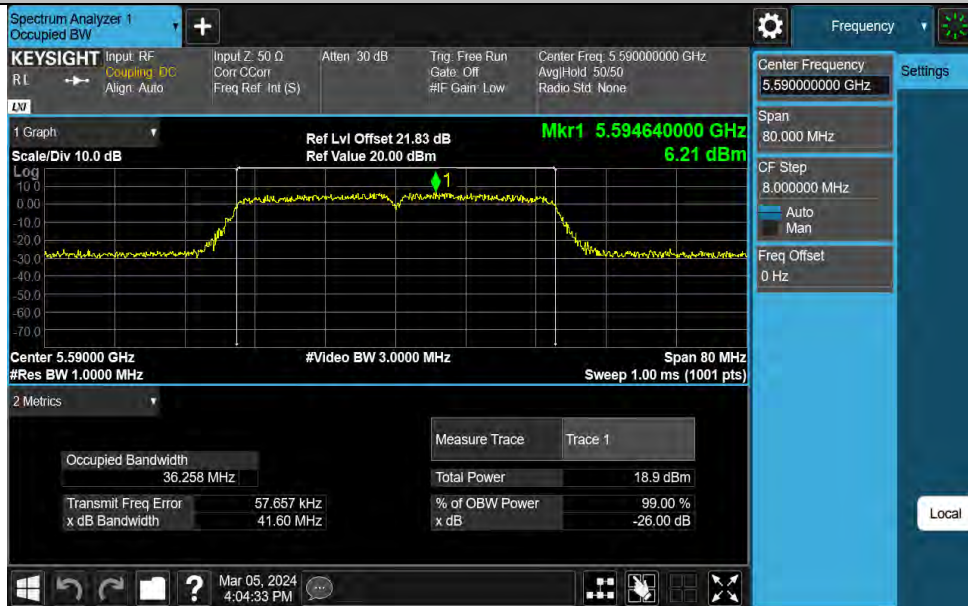 Spectrum Analyzer 1
Occupied BW
+
Frequency
KEYSIGHT
RL
LXI
Input: RF
Coupling: DC
Align: Auto
Input Z: 50 Ω
Corr CCorr
Freq Ref: Int (S)
Atten: 30 dB
Trig: Free Run
Gate: Off
#IF Gain: Low
Center Freq: 5.590000000 GHz
Avg|Hold: 50/50
Radio Std: None
Center Frequency
5.590000000 GHz
Settings
Span
80.000 MHz
CF Step
8.000000 MHz
Auto
Man
Freq Offset
0 Hz
Local
1 Graph
Scale/Div 10.0 dB
Ref Lvl Offset 21.83 dB
Ref Value 20.00 dBm
Mkr1 5.594640000 GHz
6.21 dBm
Log
10.0
0.00
-10.0
-20.0
-30.0
-40.0
-50.0
-60.0
-70.0
1
Center 5.59000 GHz
#Res BW 1.0000 MHz
#Video BW 3.0000 MHz
Span 80 MHz
Sweep 1.00 ms (1001 pts)
2 Metrics
Measure Trace Trace 1
Occupied Bandwidth
36.258 MHz
Total Power 18.9 dBm
Transmit Freq Error 57.657 kHz
% of OBW Power 99.00 %
x dB Bandwidth 41.60 MHz
x dB -26.00 dB
?
Mar 05, 2024
4:04:33 PM